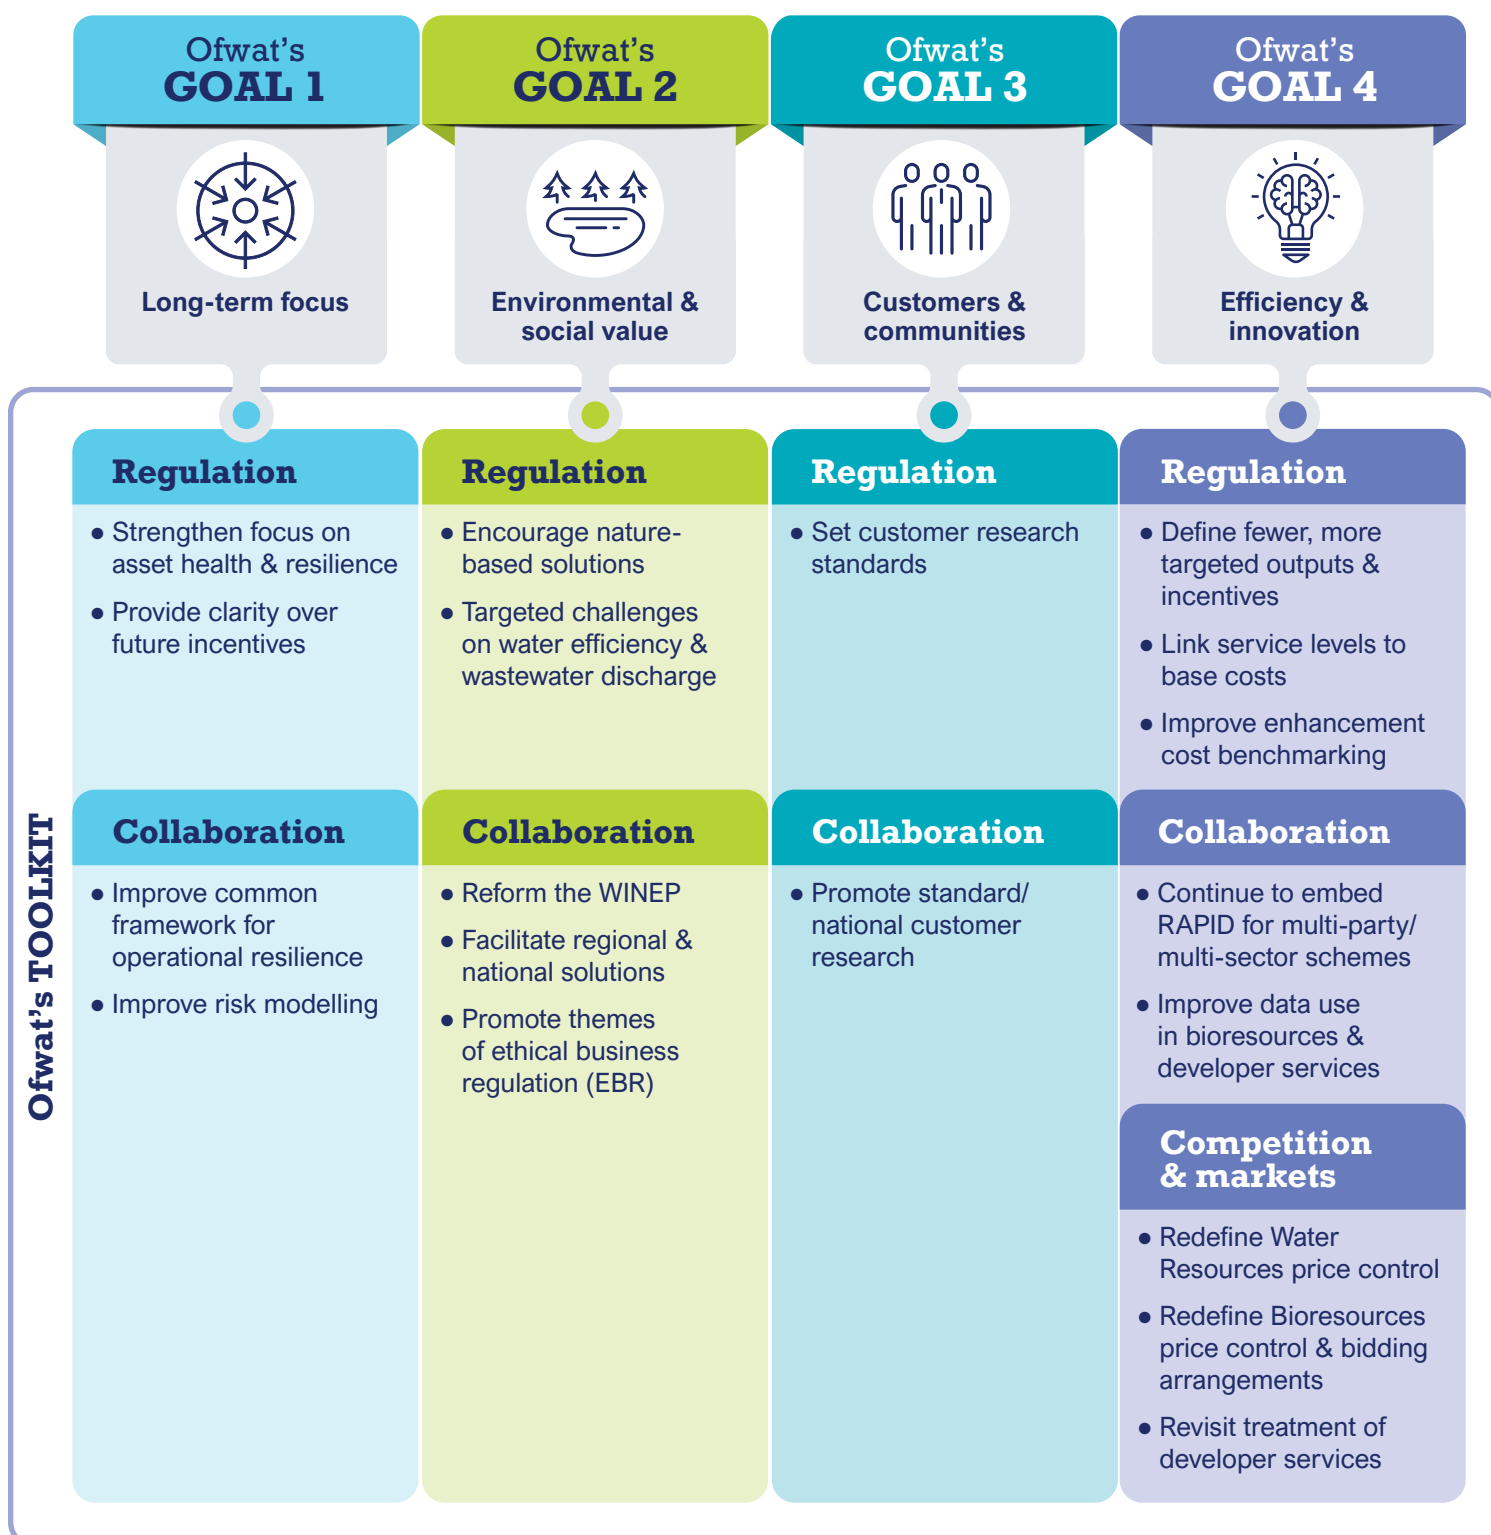 Ofwat's
GOAL 1
Long-term focus
Ofwat's
GOAL 2
Environmental &
social value
Ofwat's
GOAL 3
Customers &
communities
Ofwat's
GOAL 4
Efficiency &
innovation
Ofwat's TOOLKIT
Regulation
● Strengthen focus on
asset health & resilience
● Provide clarity over
future incentives
Collaboration
● Improve common
framework for
operational resilience
● Improve risk modelling
Regulation
● Encourage nature-
based solutions
● Targeted challenges
on water efficiency &
wastewater discharge
Collaboration
● Reform the WINEP
● Facilitate regional &
national solutions
● Promote themes
of ethical business
regulation (EBR)
Regulation
● Set customer research
standards
Collaboration
● Promote standard/
national customer
research
Regulation
● Define fewer, more
targeted outputs &
incentives
● Link service levels to
base costs
● Improve enhancement
cost benchmarking
Collaboration
● Continue to embed
RAPID for multi-party/
multi-sector schemes
● Improve data use
in bioresources &
developer services
Competition
& markets
● Redefine Water
Resources price control
● Redefine Bioresources
price control & bidding
arrangements
● Revisit treatment of
developer services